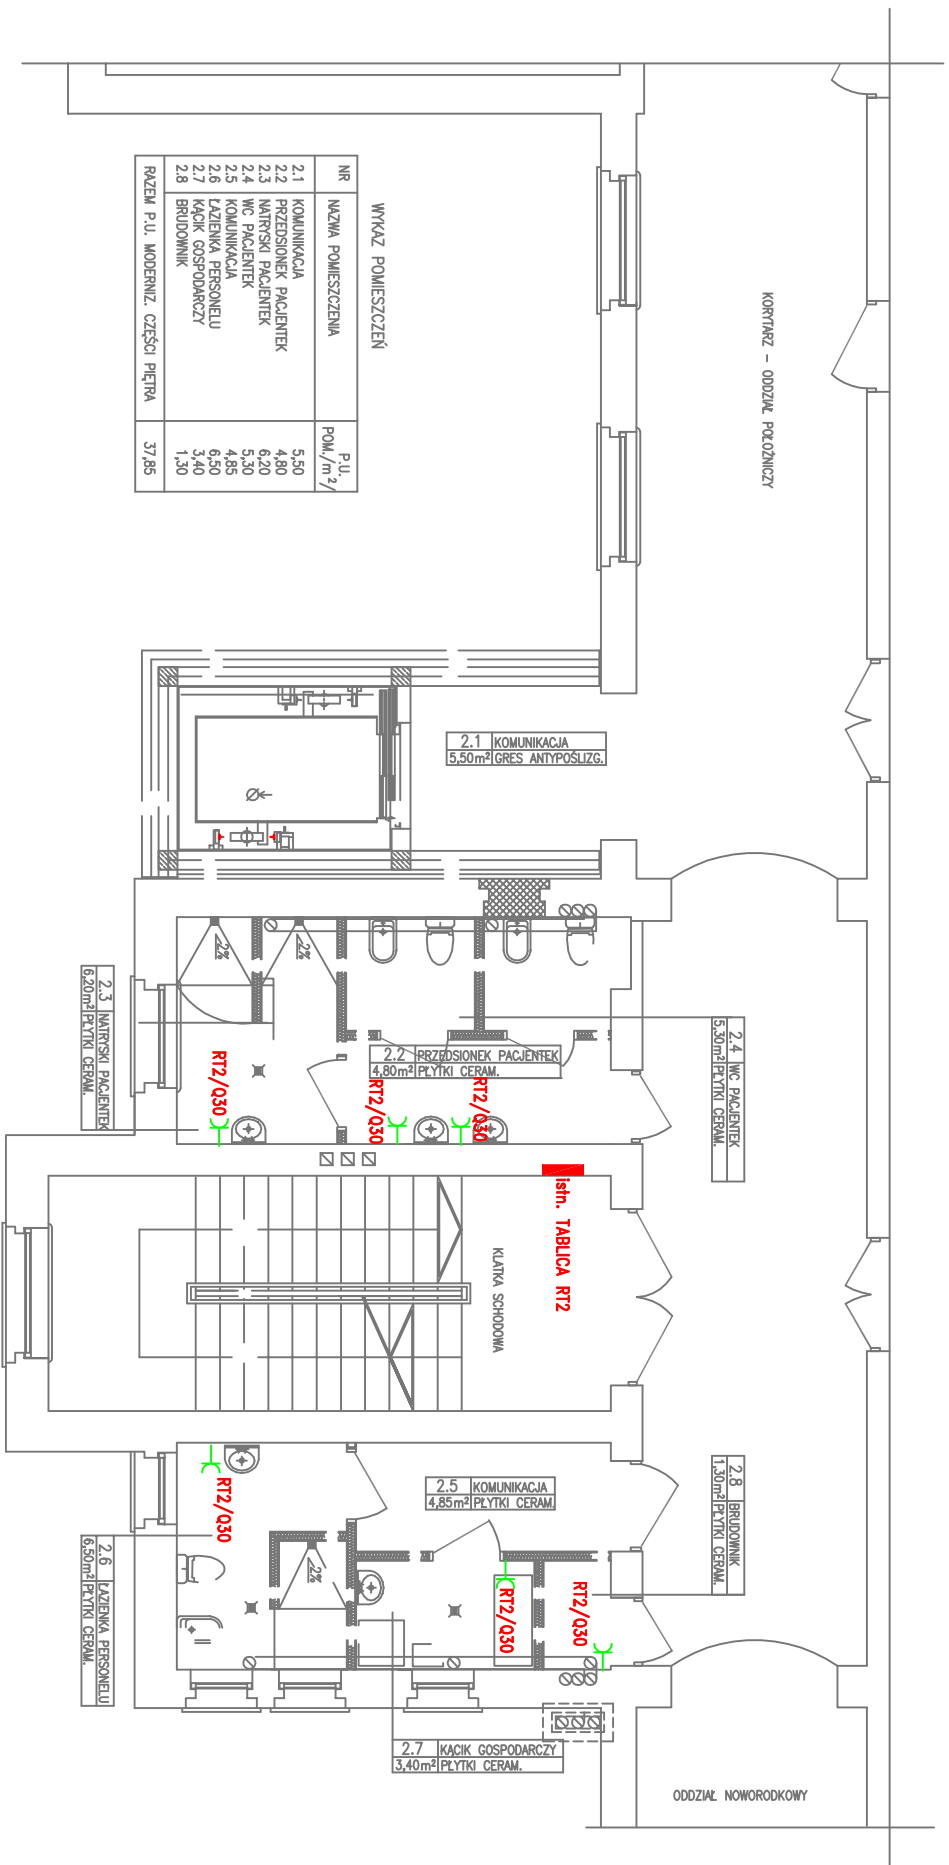 WYKAZ POMIESZCZEŃ
NR NAZWA POMIESZCZENIA P.U. POM./m²/
2.1 KOMUNIKACJA 5,50
2.2 PRZEDSIONEK PACJENTEK 4,80
2.3 NATRYSKI PACJENTEK 6,20
2.4 WC PACJENTEK 5,30
2.5 KOMUNIKACJA 4,85
2.6 ŁAZIENKA PERSONELU 6,50
2.7 KĄCIK GOSPODARCZY 3,40
2.8 BRUDOWNIK 1,30
RAZEM P.U. MODERNIZ. CZĘŚCI PIĘTRA 37,85
KORYTARZ – ODDZIAŁ POŁOŻNICZY
2.1 KOMUNIKACJA
5,50m² GRES ANTYPOŚLIZG.
2%
2%
2.3 NATRYSKI PACJENTEK
6,20m² PŁYTKI CERAM.
2.4 WC PACJENTEK
5,30m² PŁYTKI CERAM.
2.2 PRZEDSIONEK PACJENTEK
4,80m² PŁYTKI CERAM.
RT2/Q30
RT2/Q30
RT2/Q30
istn. TABLICA RT2
KLATKA SCHODOWA
2.5 KOMUNIKACJA
4,85m² PŁYTKI CERAM.
2.8 BRUDOWNIK
1,30m² PŁYTKI CERAM.
RT2/Q30
2%
RT2/Q30
RT2/Q30
2.6 ŁAZIENKA PERSONELU
6,50m² PŁYTKI CERAM.
2.7 KĄCIK GOSPODARCZY
3,40m² PŁYTKI CERAM.
ODDZIAŁ NOWORODKOWY